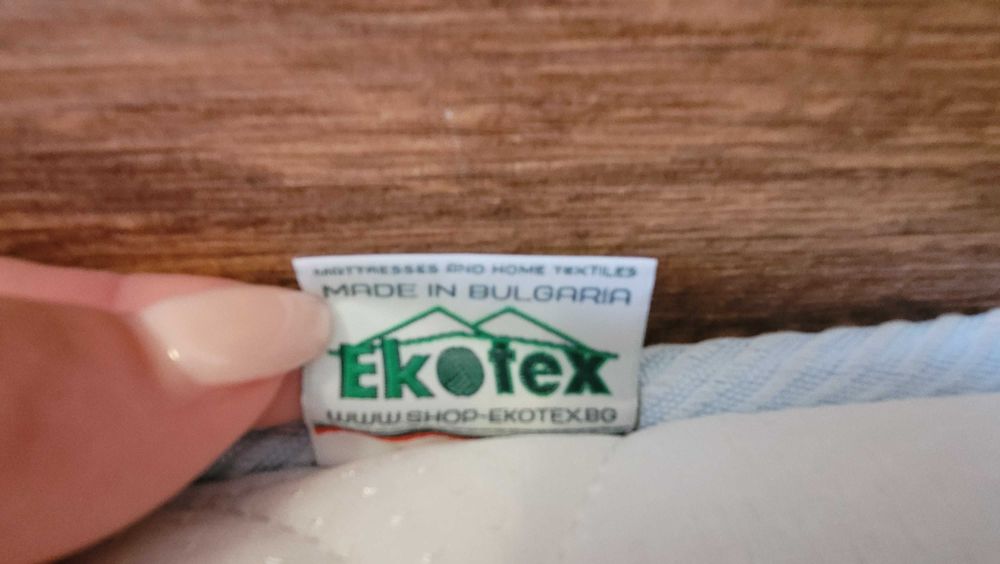 MATTRESSES AND HOME TEXTILES
MADE IN BULGARIA
Ekotex
WWW.SHOP-EKOTEX.BG